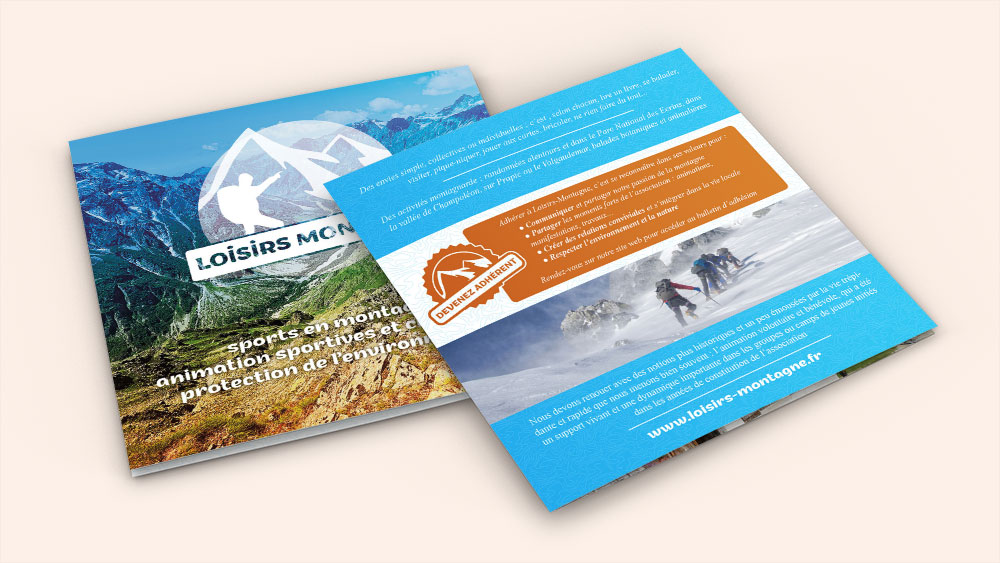 LOISIRS MON
sports en monta
animation sportives et c
protection de l'environ
Des envies simple, collectives ou individuelles : c'est, selon chacun, lire un livre, se balader,
visiter, pique-niquer, jouer aux cartes, bricoler, ne rien faire du tout...
Des activités montagnarde : randonnées alentours et dans le Parc National des Ecrins, dans
la vallée de Champoléon, sur Prapic ou le Valgaudemar, balades botaniques et animalières
Adhérer à Loisirs-Montagne, c'est se reconnaître dans ses valeurs pour :
● Communiquer et partager notre passion de la montagne
● Partager les moments forts de l'association : animations,
manifestations, travaux...
● Créer des relations conviviales et s'intégrer dans la vie locale
● Respecter l'environnement et la nature
Rendez-vous sur notre site web pour accéder au bulletin d'adhésion
DEVENEZ ADHÉRENT
Nous devons renouer avec des notions plus historiques et un peu émoussées par la vie trépi-
dante et rapide que nous menons bien souvent : l'animation volontaire et bénévole, qui a été
un support vivant et une dynamique importante dans les groupes ou camps de jeunes initiés
dans les années de constitution de l'association
www.loisirs-montagne.fr